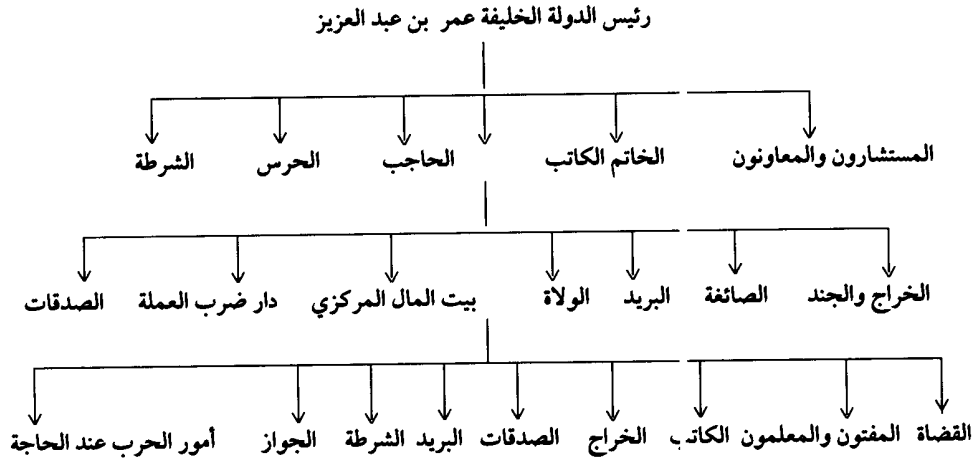 رئيس الدولة الخليفة عمر بن عبد العزيز
المستشارون والمعاونون الخاتم الكاتب الحاجب الحرس الشرطة
الخراج والجند الصائغة البريد الولاة بيت المال المركزي دار ضرب العملة الصدقات
القضاة المفتون والمعلمون الكاتب الخراج الصدقات البريد الشرطة الجواز أمور الحرب عند الحاجة